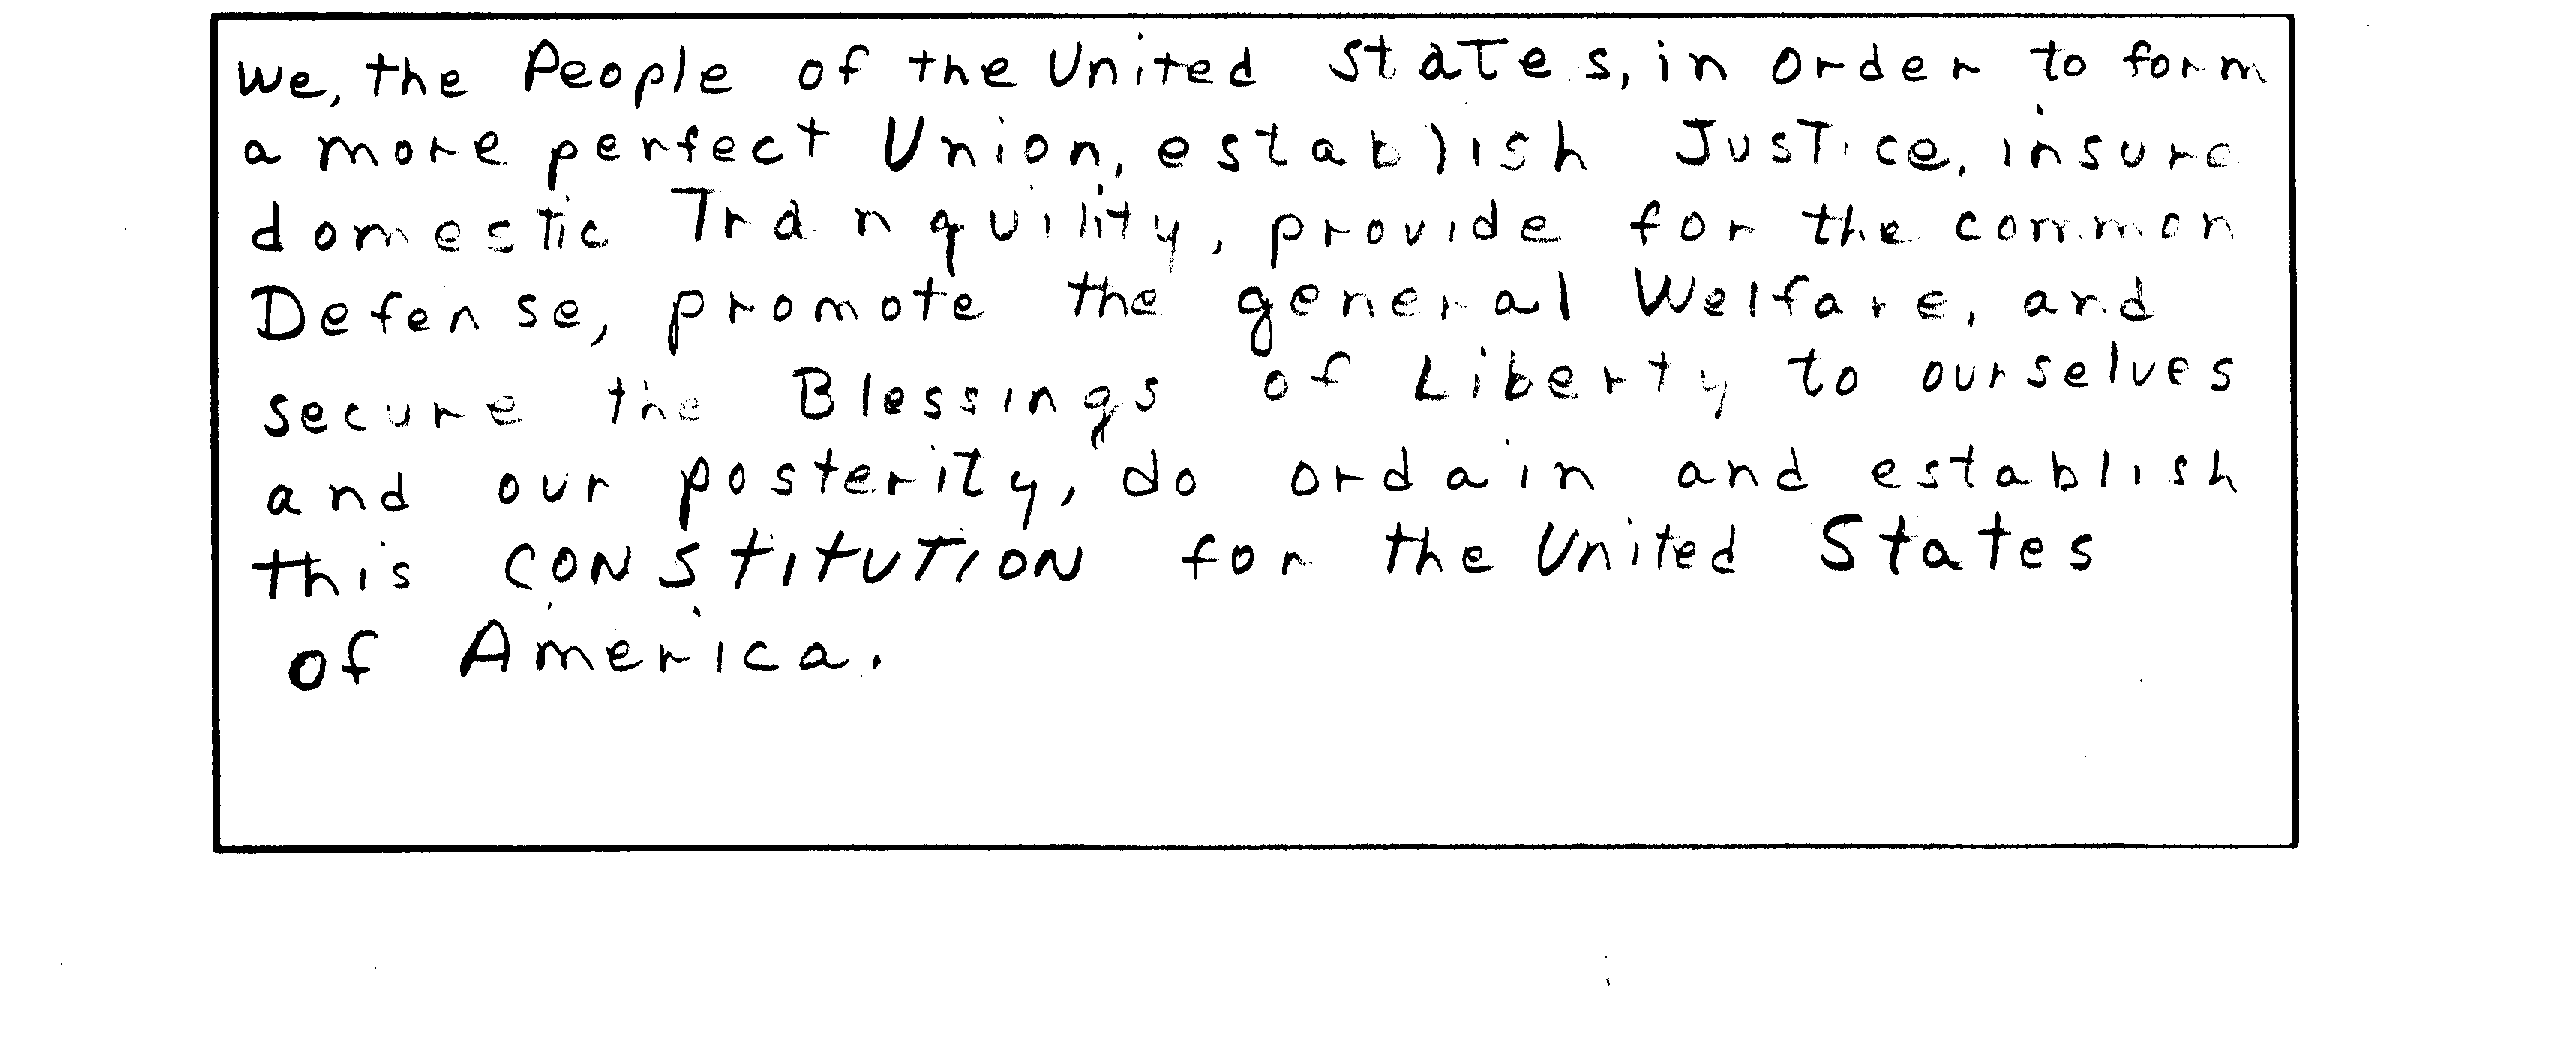 We, the People of the United States, in order to form
a more perfect Union, establish Justice, insure
domestic Tranquility, provide for the common
Defense, promote the general Welfare, and
secure the Blessings of Liberty to ourselves
and our posterity, do ordain and establish
this CONSTITUTION for the United States
of America.